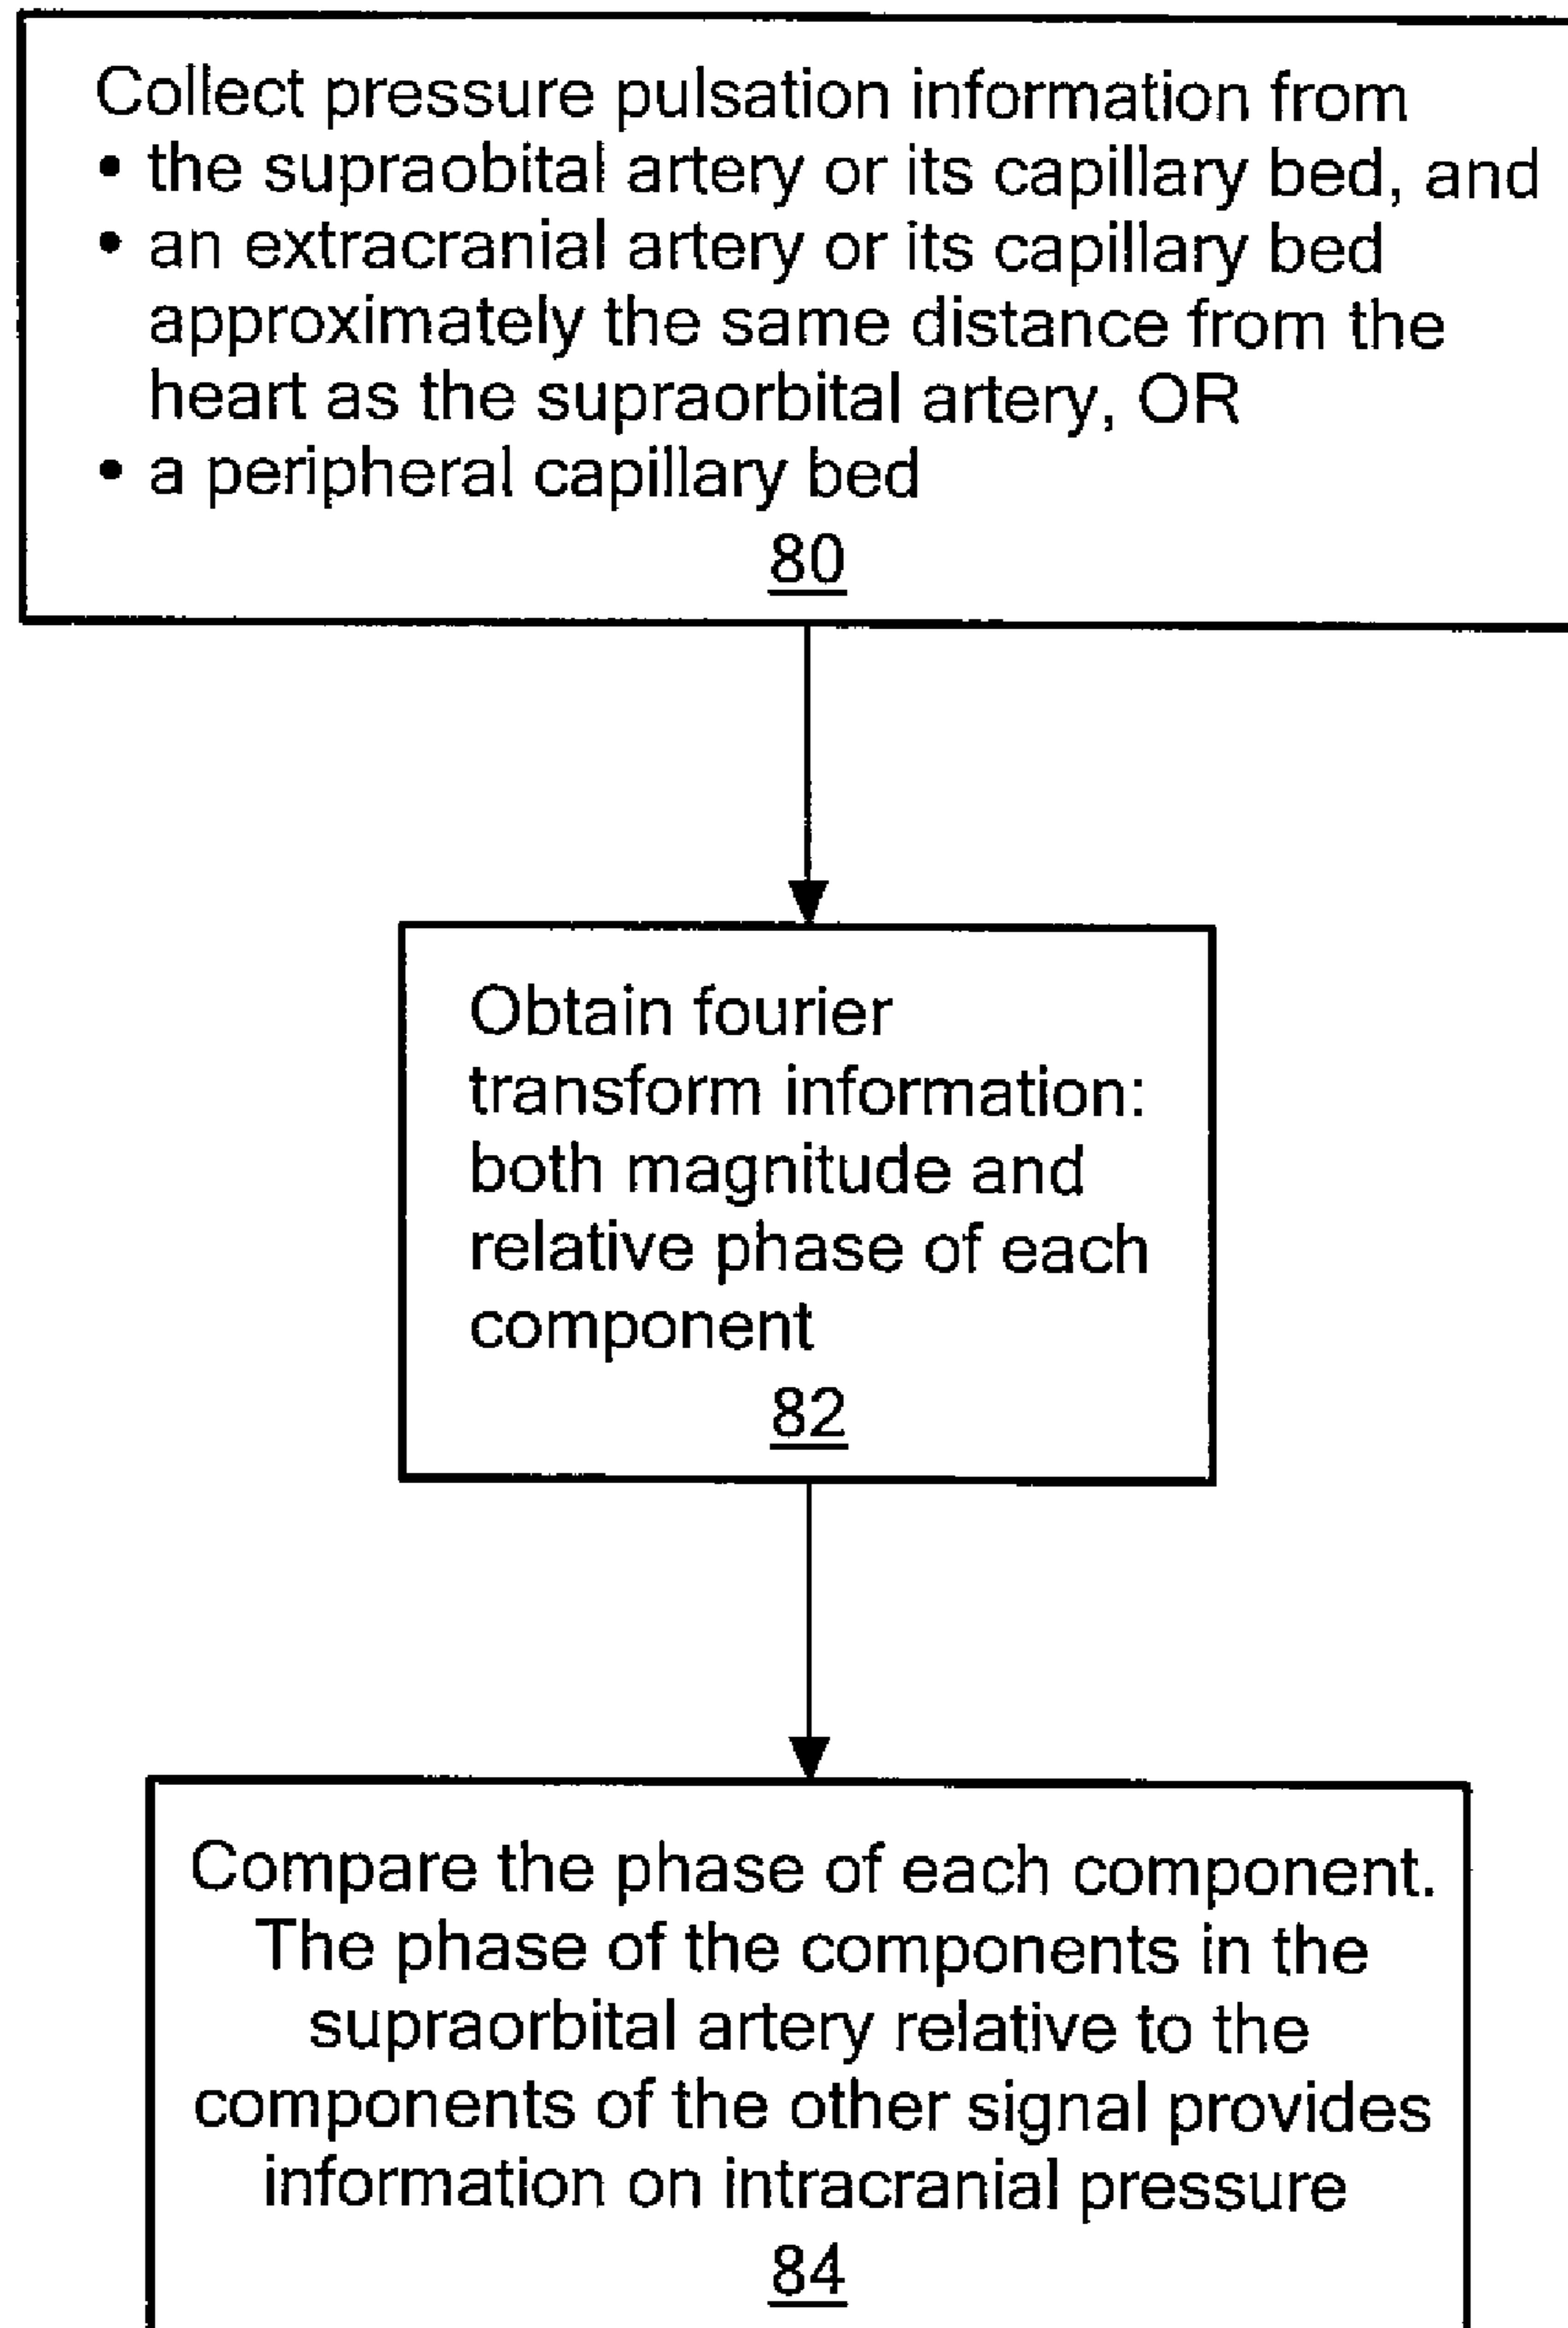 Collect pressure pulsation information from
• the supraobital artery or its capillary bed, and
• an extracranial artery or its capillary bed
approximately the same distance from the
heart as the supraorbital artery, OR
• a peripheral capillary bed
80
Obtain fourier
transform information:
both magnitude and
relative phase of each
component
82
Compare the phase of each component.
The phase of the components in the
supraorbital artery relative to the
components of the other signal provides
information on intracranial pressure
84